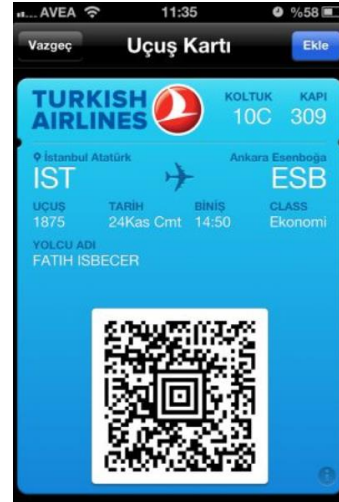 AVEA 11:35 %58
Vazgeç Uçuş Kartı Ekle
TURKISH
AIRLINES
KOLTUK KAPI
10C 309
İstanbul Atatürk Ankara Esenboğa
IST ESB
UÇUŞ TARİH BİNİŞ CLASS
1875 24Kas Cmt 14:50 Ekonomi
YOLCU ADI
FATIH ISBECER